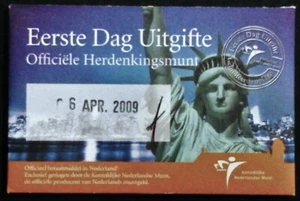 Eerste Dag Uitgifte
Officiële Herdenkingsmunt
0 6 APR. 2009
Officieel betaalmiddel in Nederland!
Exclusief geslagen door de Koninklijke Nederlandse Munt,
de officiële producent van Nederlands muntgeld.
Koninklijke
Nederlandse Munt